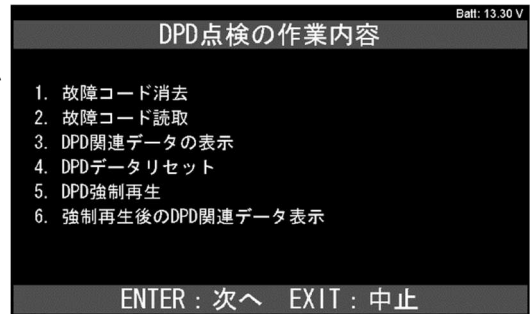 Batt: 13.30 V
DPD点検の作業内容
1. 故障コード消去
2. 故障コード読取
3. DPD関連データの表示
4. DPDデータリセット
5. DPD強制再生
6. 強制再生後のDPD関連データ表示
ENTER：次へ　EXIT：中止